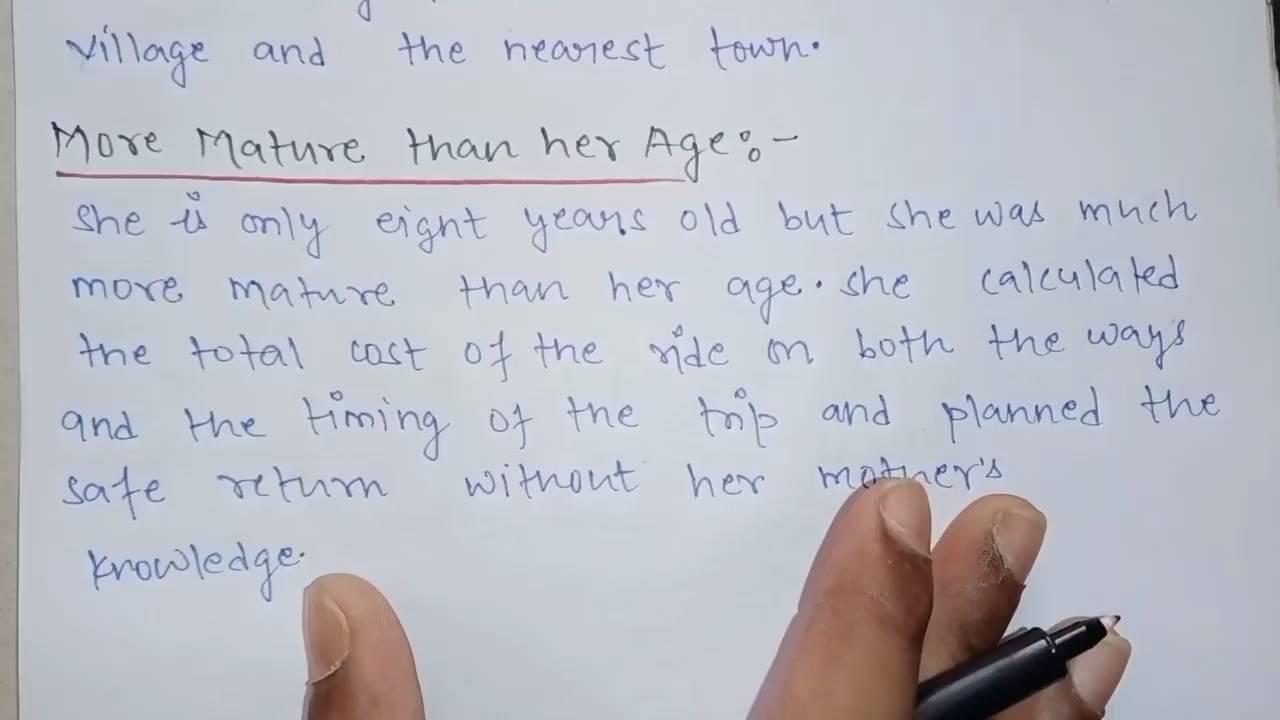 village and the nearest town.
More Mature than her Age:-
She is only eight years old but she was much
more mature than her age. she calculated
the total cost of the ride on both the ways
and the timing of the trip and planned the
safe return without her mother's
knowledge.